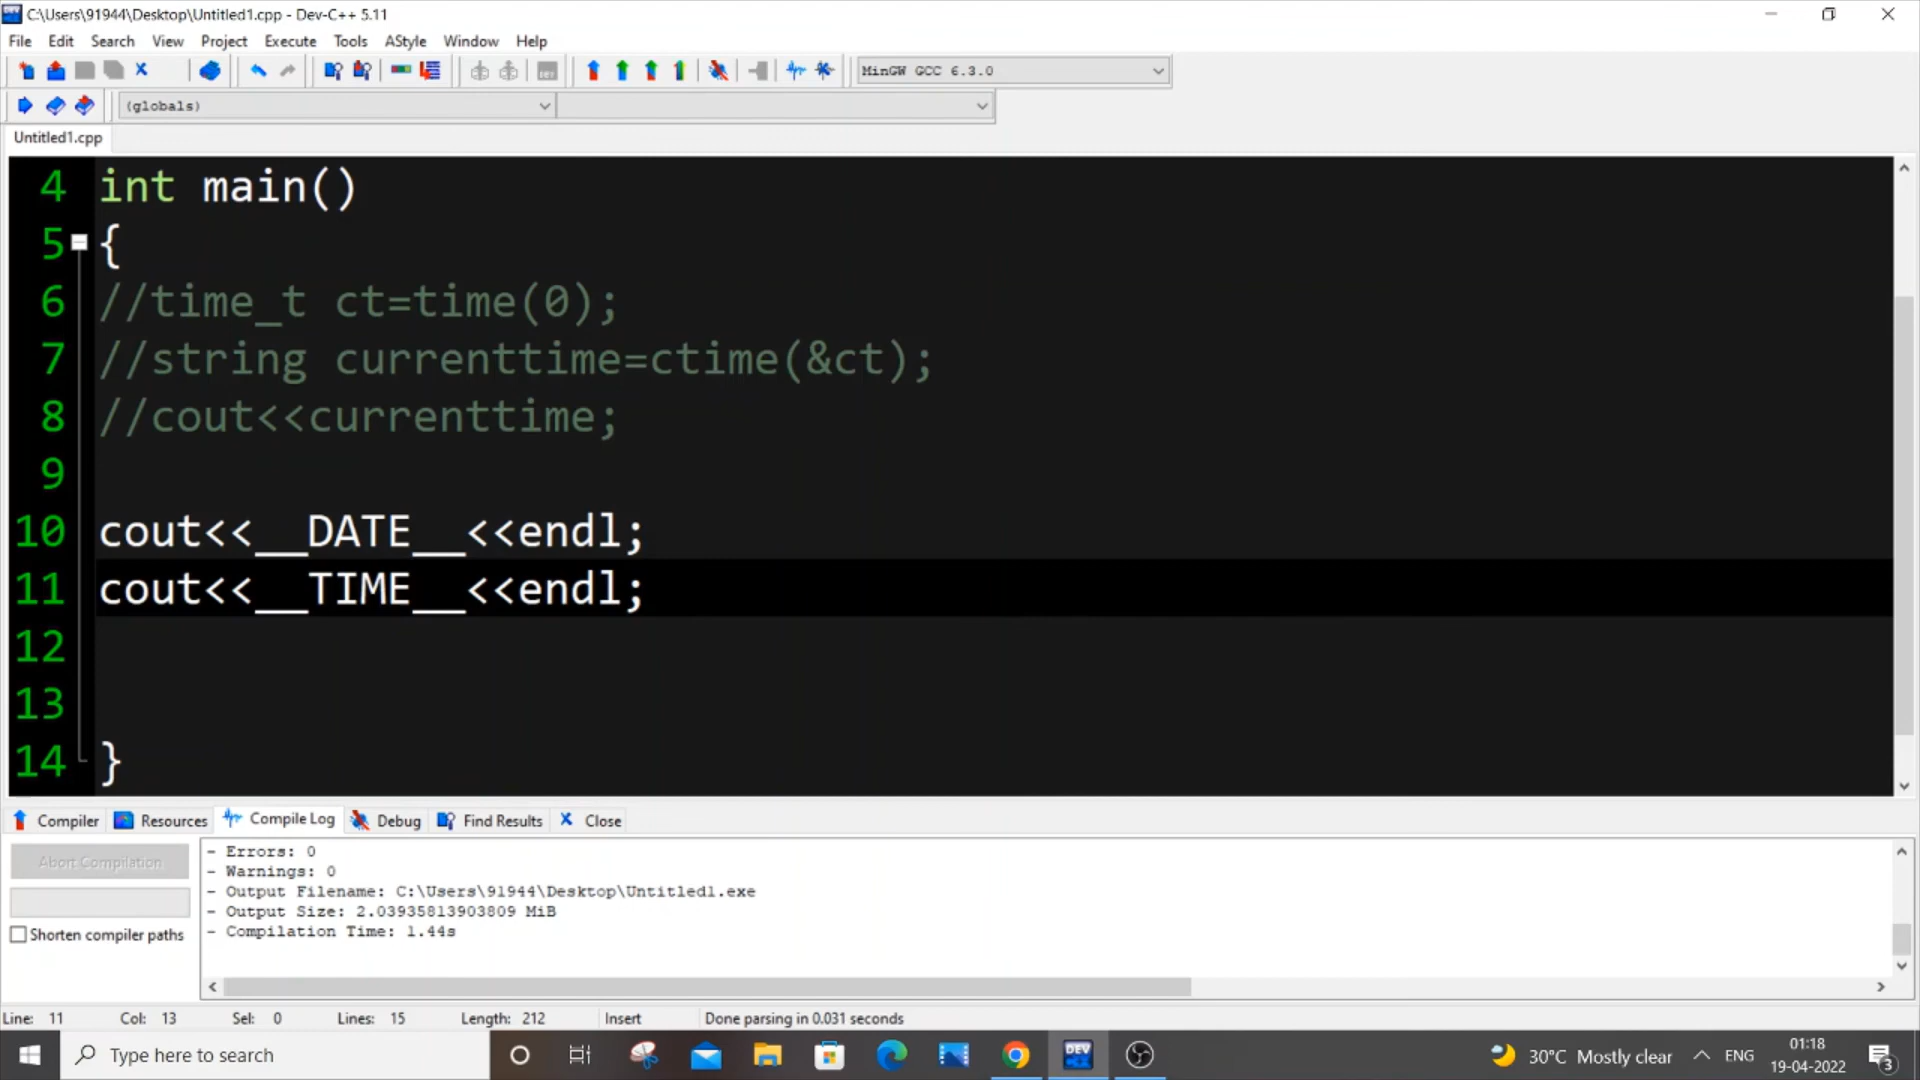 C:\Users\91944\Desktop\Untitled1.cpp - Dev-C++ 5.11
File Edit Search View Project Execute Tools AStyle Window Help
MinGW GCC 6.3.0
(globals)
Untitled1.cpp
4 int main()
5 {
6 //time_t ct=time(0);
7 //string currenttime=ctime(&ct);
8 //cout<<currenttime;
9
10 cout<<__DATE__<<endl;
11 cout<<__TIME__<<endl;
12
13
14 }
Compiler Resources Compile Log Debug Find Results Close
Abort Compilation
Shorten compiler paths
- Errors: 0
- Warnings: 0
- Output Filename: C:\Users\91944\Desktop\Untitled1.exe
- Output Size: 2.03935813903809 MiB
- Compilation Time: 1.44s
Line: 11 Col: 13 Sel: 0 Lines: 15 Length: 212 Insert Done parsing in 0.031 seconds
Type here to search
DEV
30°C Mostly clear
ENG
01:18
19-04-2022
3